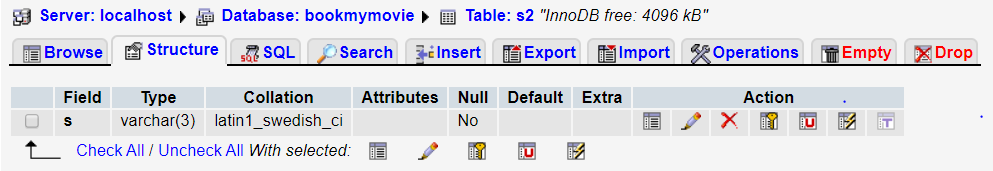 Server: localhost Database: bookmymovie Table: s2 "InnoDB free: 4096 kB"
Browse Structure SQL Search Insert Export Import Operations Empty Drop
Field Type Collation Attributes Null Default Extra Action
s varchar(3) latin1_swedish_ci No
Check All / Uncheck All With selected: